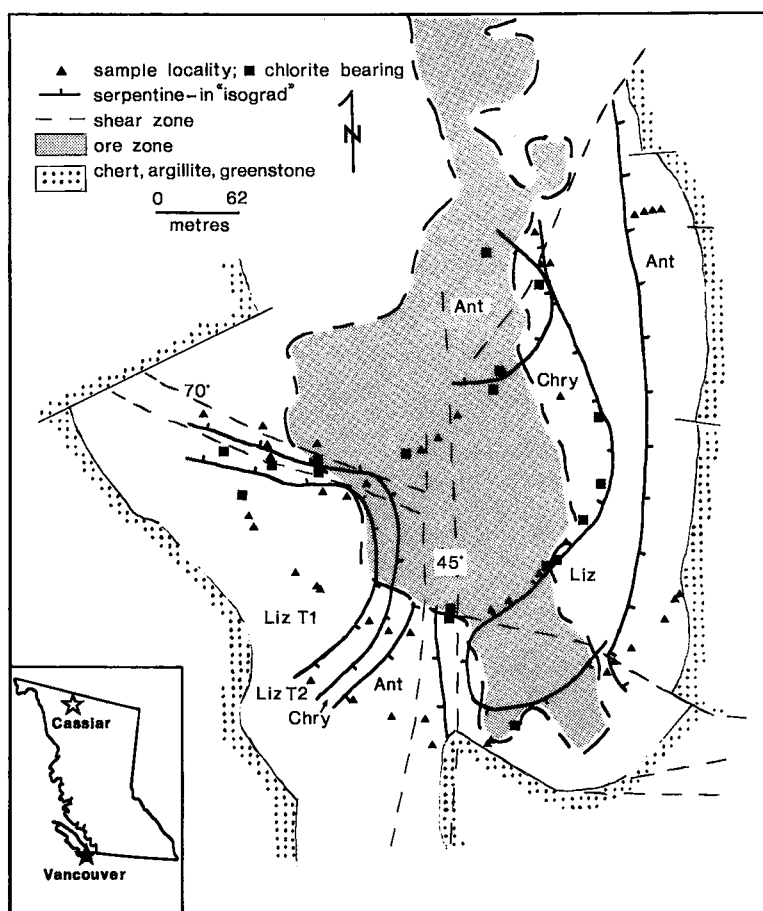 ▲ sample locality; ■ chlorite bearing
serpentine-in "isograd"
shear zone
ore zone
chert, argillite, greenstone
N
0 62
metres
Ant
Ant
Chry
70°
45°
Liz
Liz T1
Liz T2
Chry
Ant
Cassiar
Vancouver